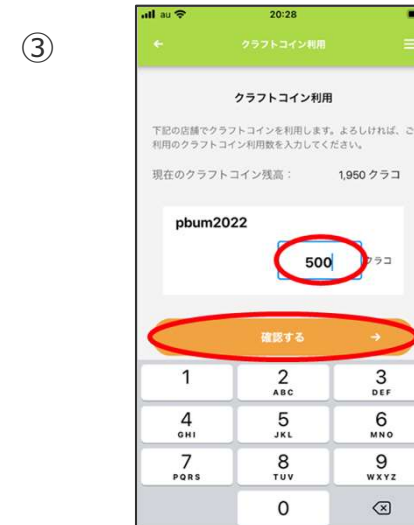 ③
au 20:28
クラフトコイン利用
クラフトコイン利用
下記の店舗でクラフトコインを利用します。よろしければ、ご
利用のクラフトコイン利用数を入力してください。
現在のクラフトコイン残高： 1,950 クラコ
pbum2022
500 クラコ
確認する →
1 2 3
ABC DEF
4 5 6
GHI JKL MNO
7 8 9
PQRS TUV WXYZ
0